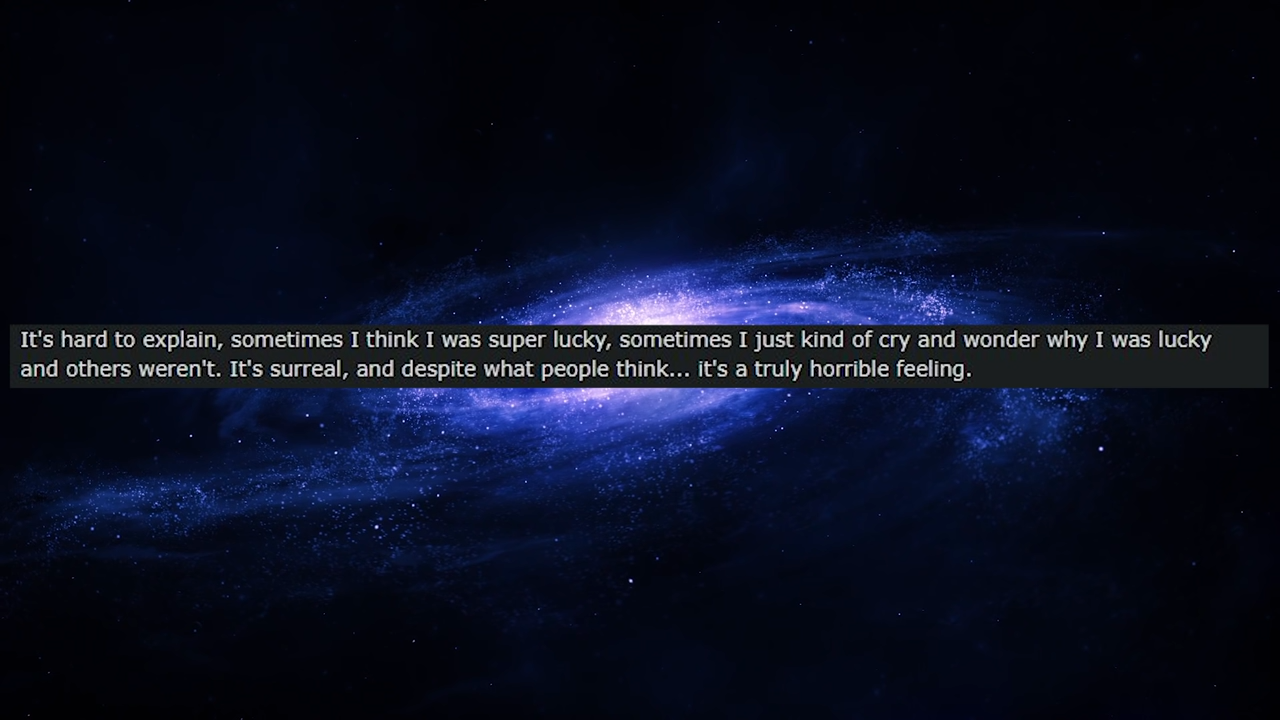 It's hard to explain, sometimes I think I was super lucky, sometimes I just kind of cry and wonder why I was lucky
and others weren't. It's surreal, and despite what people think... it's a truly horrible feeling.